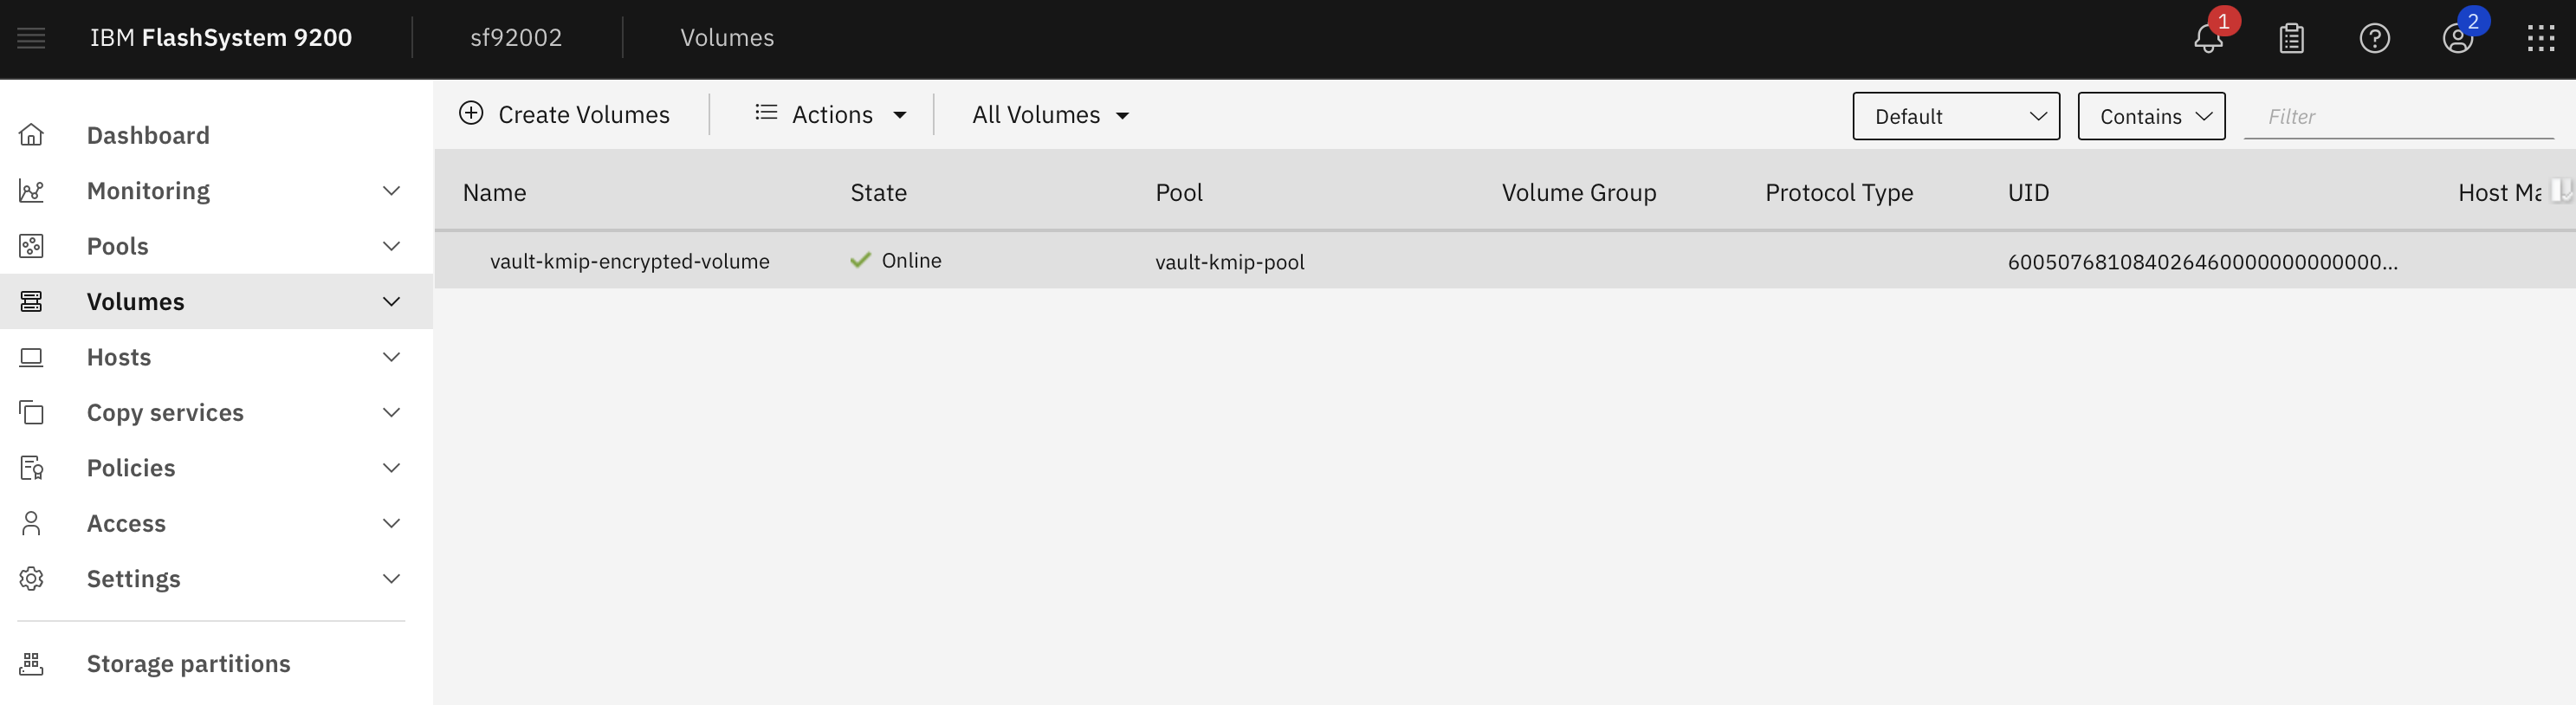 IBM FlashSystem 9200
sf92002
Volumes
1
2
Dashboard
Monitoring
Pools
Volumes
Hosts
Copy services
Policies
Access
Settings
Storage partitions
Create Volumes
Actions
All Volumes
Default
Contains
Filter
Name State Pool Volume Group Protocol Type UID Host Ma
vault-kmip-encrypted-volume Online vault-kmip-pool 600507681084026460000000000000...